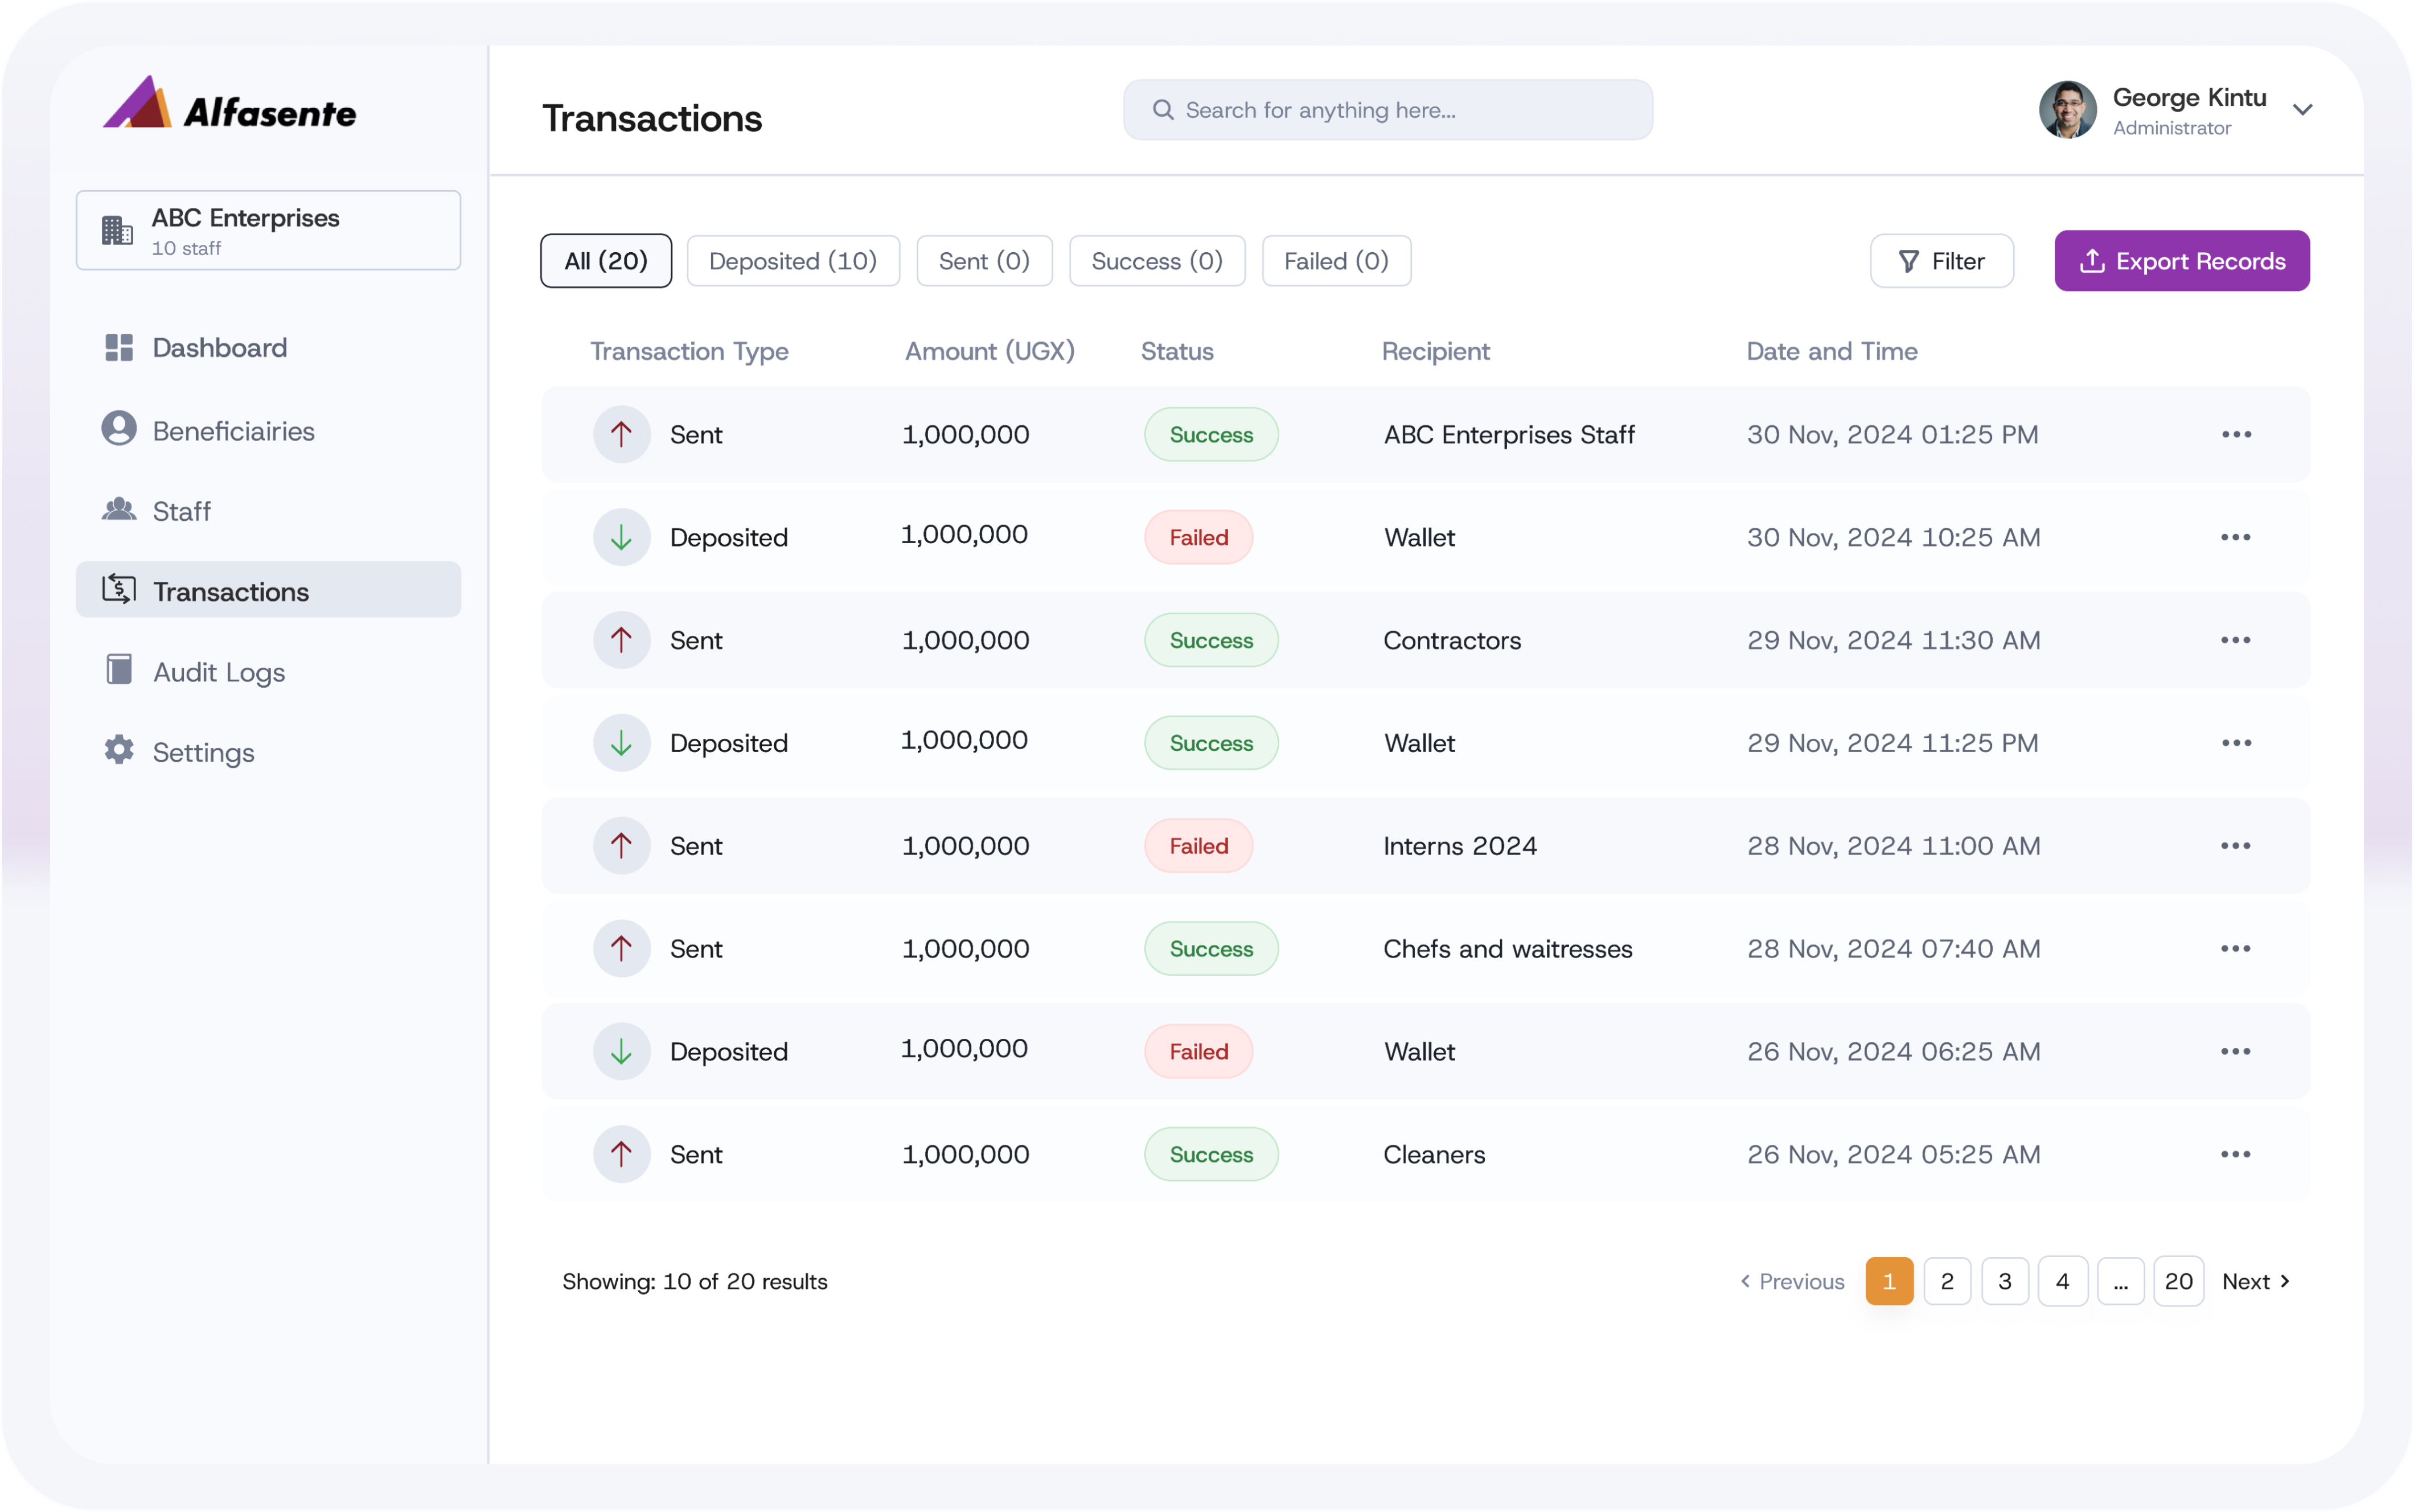 Alfasente
ABC Enterprises
10 staff
Dashboard
Beneficiairies
Staff
Transactions
Audit Logs
Settings
Transactions
Search for anything here...
George Kintu
Administrator
All (20) Deposited (10) Sent (0) Success (0) Failed (0) Filter Export Records
Transaction Type Amount (UGX) Status Recipient Date and Time
Sent 1,000,000 Success ABC Enterprises Staff 30 Nov, 2024 01:25 PM
Deposited 1,000,000 Failed Wallet 30 Nov, 2024 10:25 AM
Sent 1,000,000 Success Contractors 29 Nov, 2024 11:30 AM
Deposited 1,000,000 Success Wallet 29 Nov, 2024 11:25 PM
Sent 1,000,000 Failed Interns 2024 28 Nov, 2024 11:00 AM
Sent 1,000,000 Success Chefs and waitresses 28 Nov, 2024 07:40 AM
Deposited 1,000,000 Failed Wallet 26 Nov, 2024 06:25 AM
Sent 1,000,000 Success Cleaners 26 Nov, 2024 05:25 AM
Showing: 10 of 20 results
Previous 1 2 3 4 ... 20 Next